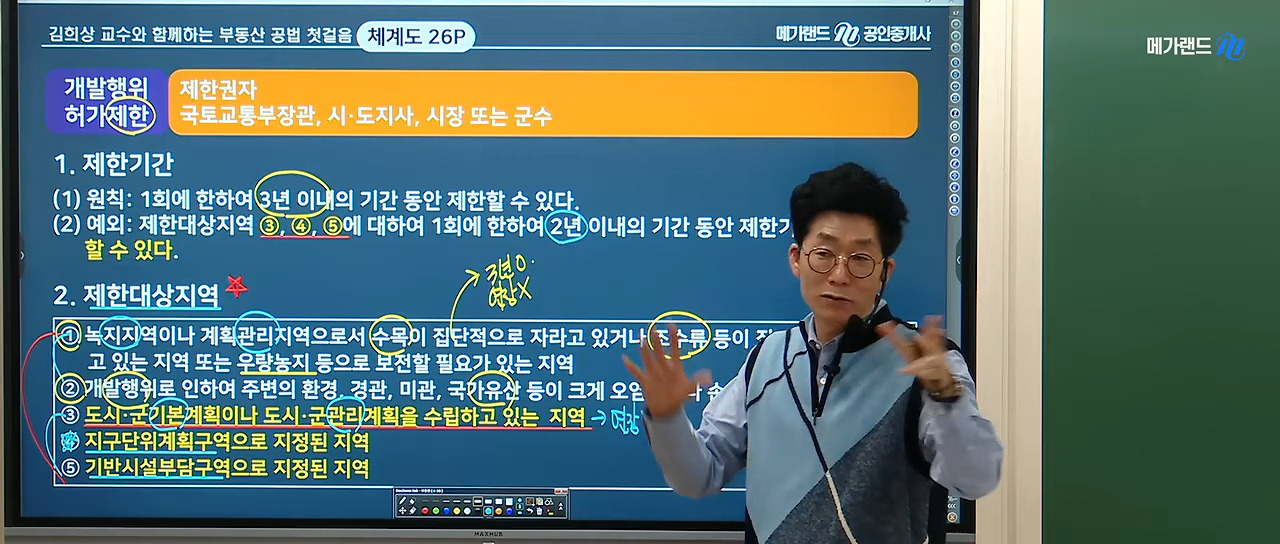 김희상 교수와 함께하는 부동산 공법 첫걸음 체계도 26P
메가랜드 공인중개사
메가랜드
개발행위
허가제한
제한권자
국토교통부장관, 시·도지사, 시장 또는 군수
1. 제한기간
(1) 원칙: 1회에 한하여 3년 이내의 기간 동안 제한할 수 있다.
(2) 예외: 제한대상지역 ③, ④, ⑤에 대하여 1회에 한하여 2년 이내의 기간 동안 제한기
할 수 있다.
3년 O.
연장 X
2. 제한대상지역
① 녹지지역이나 계획관리지역으로서 수목이 집단적으로 자라고 있거나 조수류 등이 집
고 있는 지역 또는 우량농지 등으로 보전할 필요가 있는 지역
② 개발행위로 인하여 주변의 환경, 경관, 미관, 국가유산 등이 크게 오염
③ 도시·군기본계획이나 도시·군관리계획을 수립하고 있는 지역 → 연장
④ 지구단위계획구역으로 지정된 지역
⑤ 기반시설부담구역으로 지정된 지역
MAXHUB